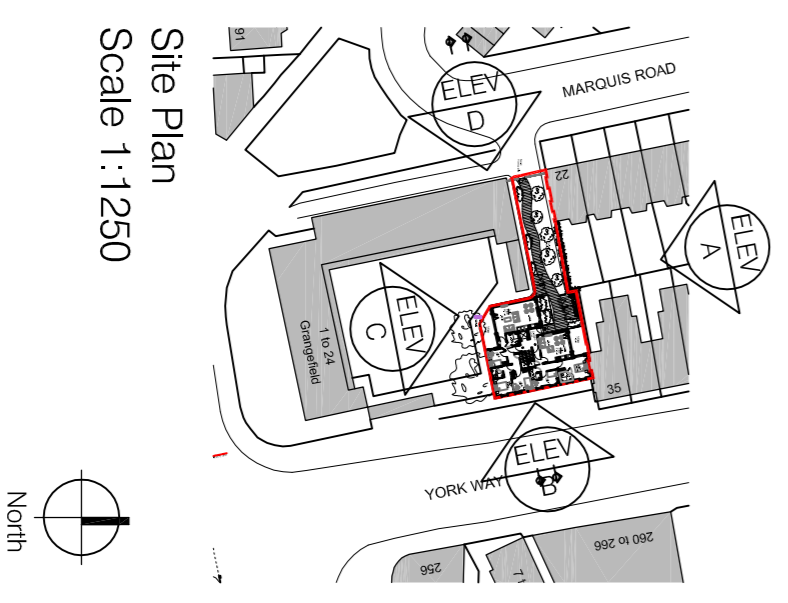 Site Plan
Scale 1:1250
91
ELEV
D
MARQUIS ROAD
22
ELEV
A
ELEV
C
1 to 24
Grangefield
35
ELEV
B
YORK WAY
256
260 to 266
North